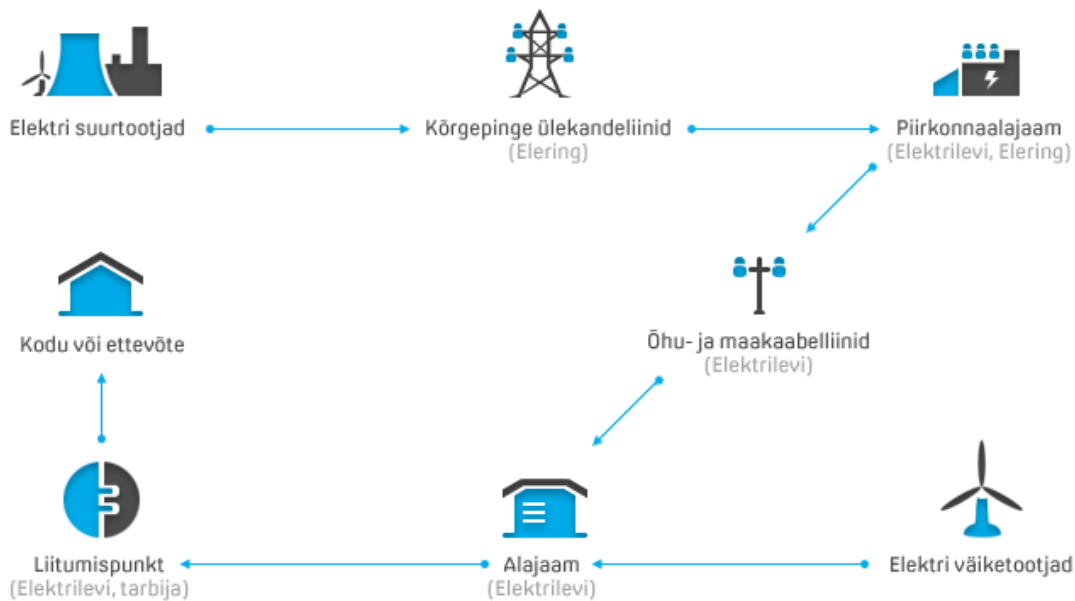 Elektri suurtootjad
Kõrgepinge ülekandeliinid
(Elering)
Piirkonnaalajaam
(Elektrilevi, Elering)
Õhu- ja maakaabelliinid
(Elektrilevi)
Kodu või ettevõte
Liitumispunkt
(Elektrilevi, tarbija)
Alajaam
(Elektrilevi)
Elektri väiketootjad